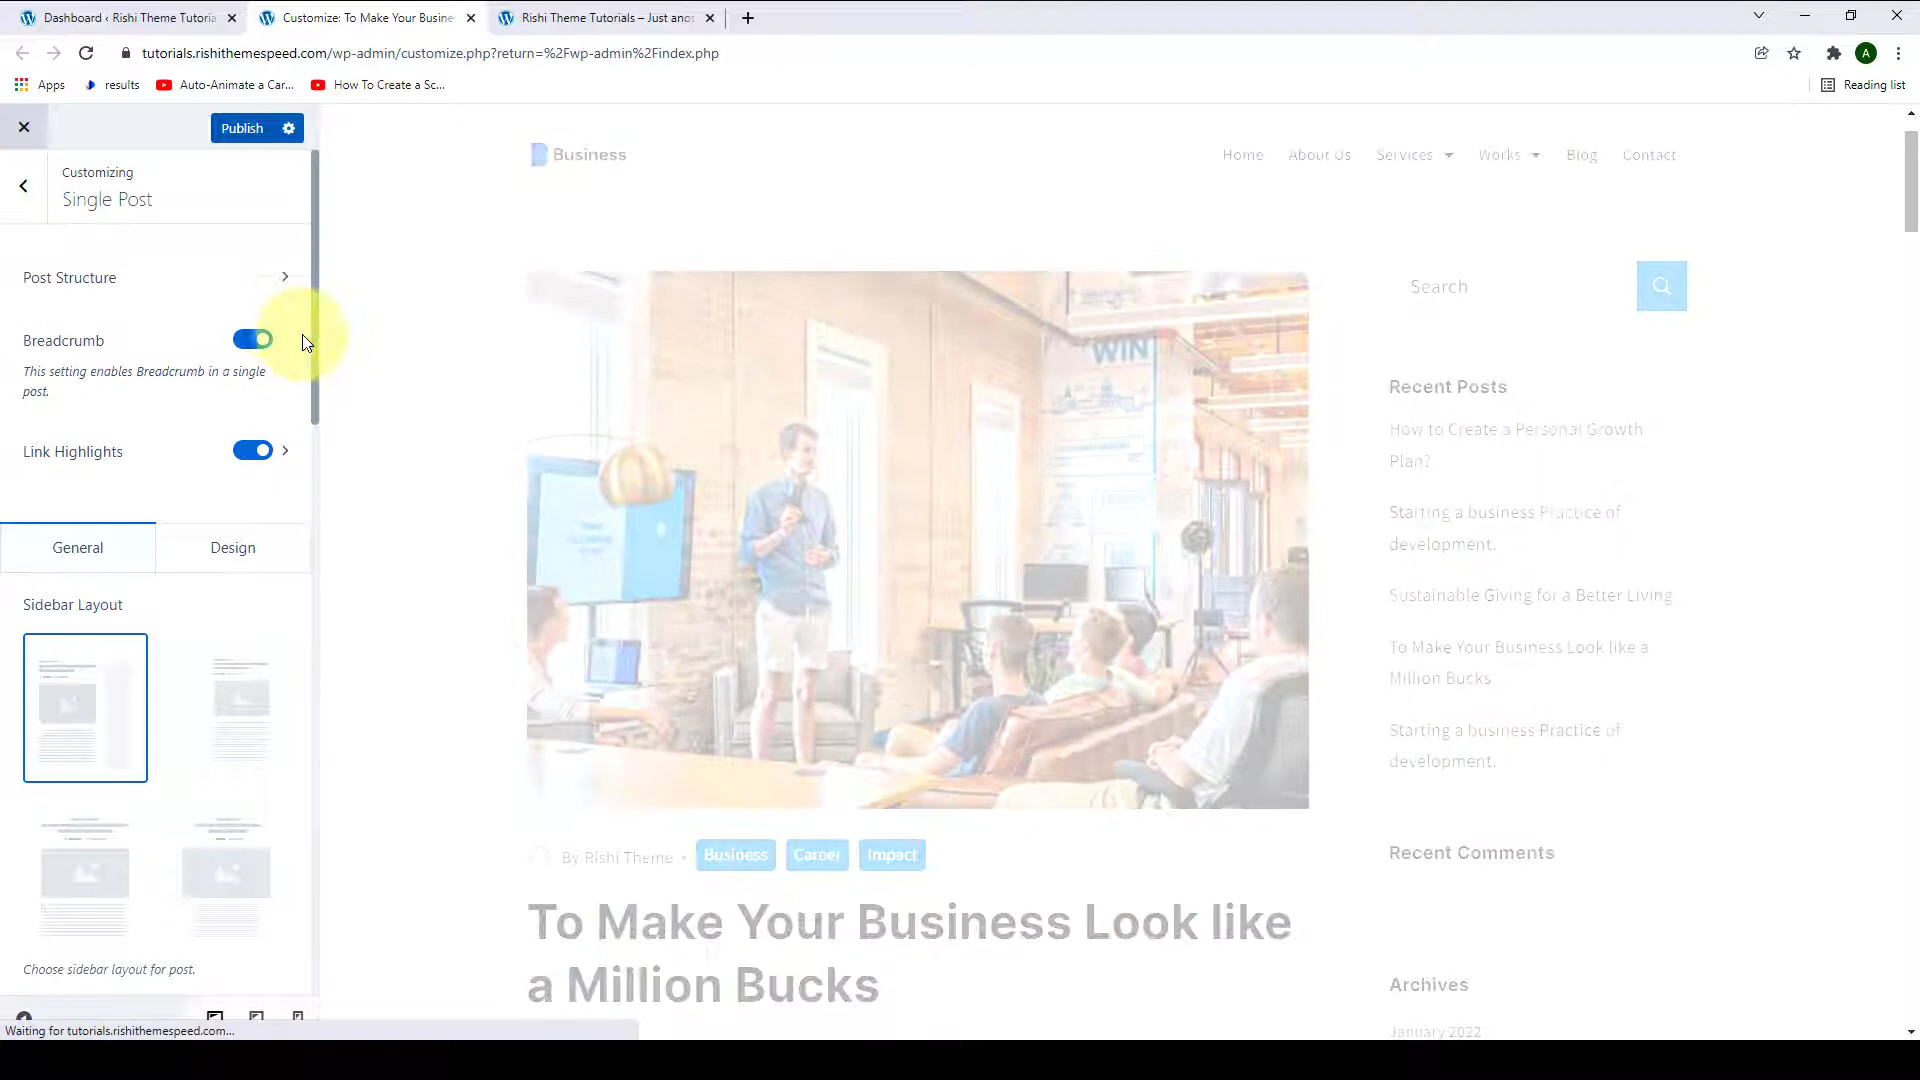 Dashboard ‹ Rishi Theme Tutoria
Customize: To Make Your Busine
Rishi Theme Tutorials – Just ano
tutorials.rishithemespeed.com/wp-admin/customize.php?return=%2Fwp-admin%2Findex.php
A
Apps
results
Auto-Animate a Car...
How To Create a Sc...
Reading list
Publish
Customizing
Single Post
Post Structure
Breadcrumb
This setting enables Breadcrumb in a single
post.
Link Highlights
General
Design
Sidebar Layout
Choose sidebar layout for post.
Waiting for tutorials.rishithemespeed.com...
Business
Home
About Us
Services
Works
Blog
Contact
WIN
By Rishi Theme
Business
Career
Impact
To Make Your Business Look like
a Million Bucks
Search
Recent Posts
How to Create a Personal Growth
Plan?
Starting a business Practice of
development.
Sustainable Giving for a Better Living
To Make Your Business Look like a
Million Bucks
Starting a business Practice of
development.
Recent Comments
Archives
January 2022